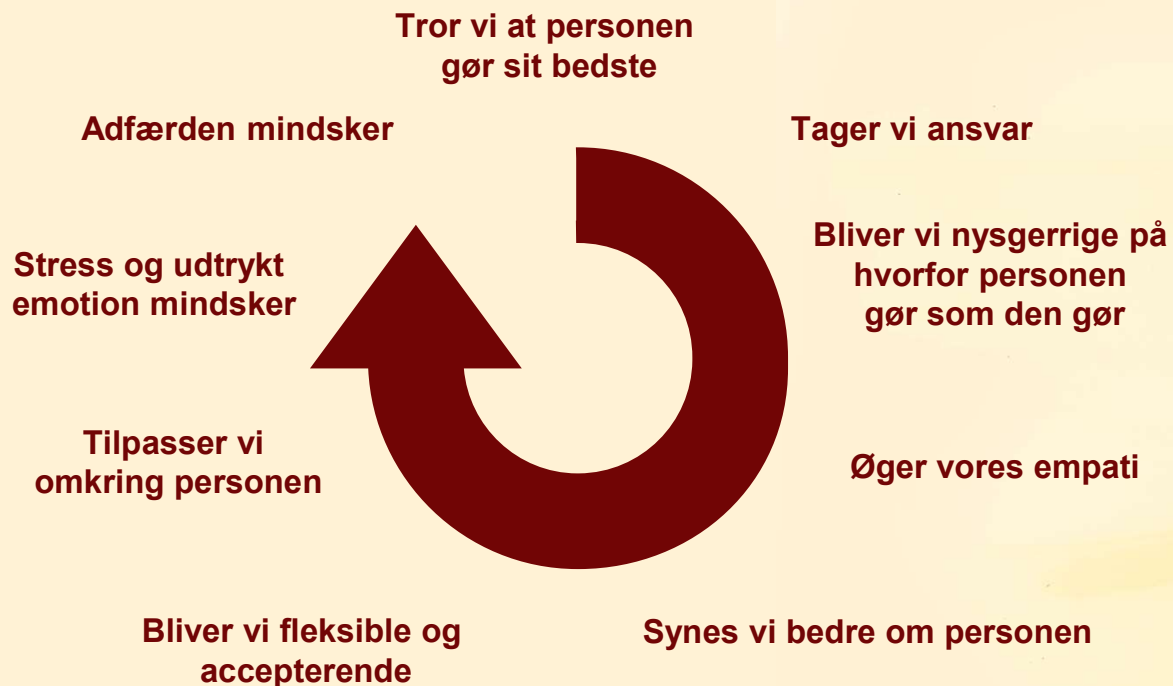 Tror vi at personen
gør sit bedste
Tager vi ansvar
Bliver vi nysgerrige på
hvorfor personen
gør som den gør
Øger vores empati
Synes vi bedre om personen
Bliver vi fleksible og
accepterende
Tilpasser vi
omkring personen
Stress og udtrykt
emotion mindsker
Adfærden mindsker